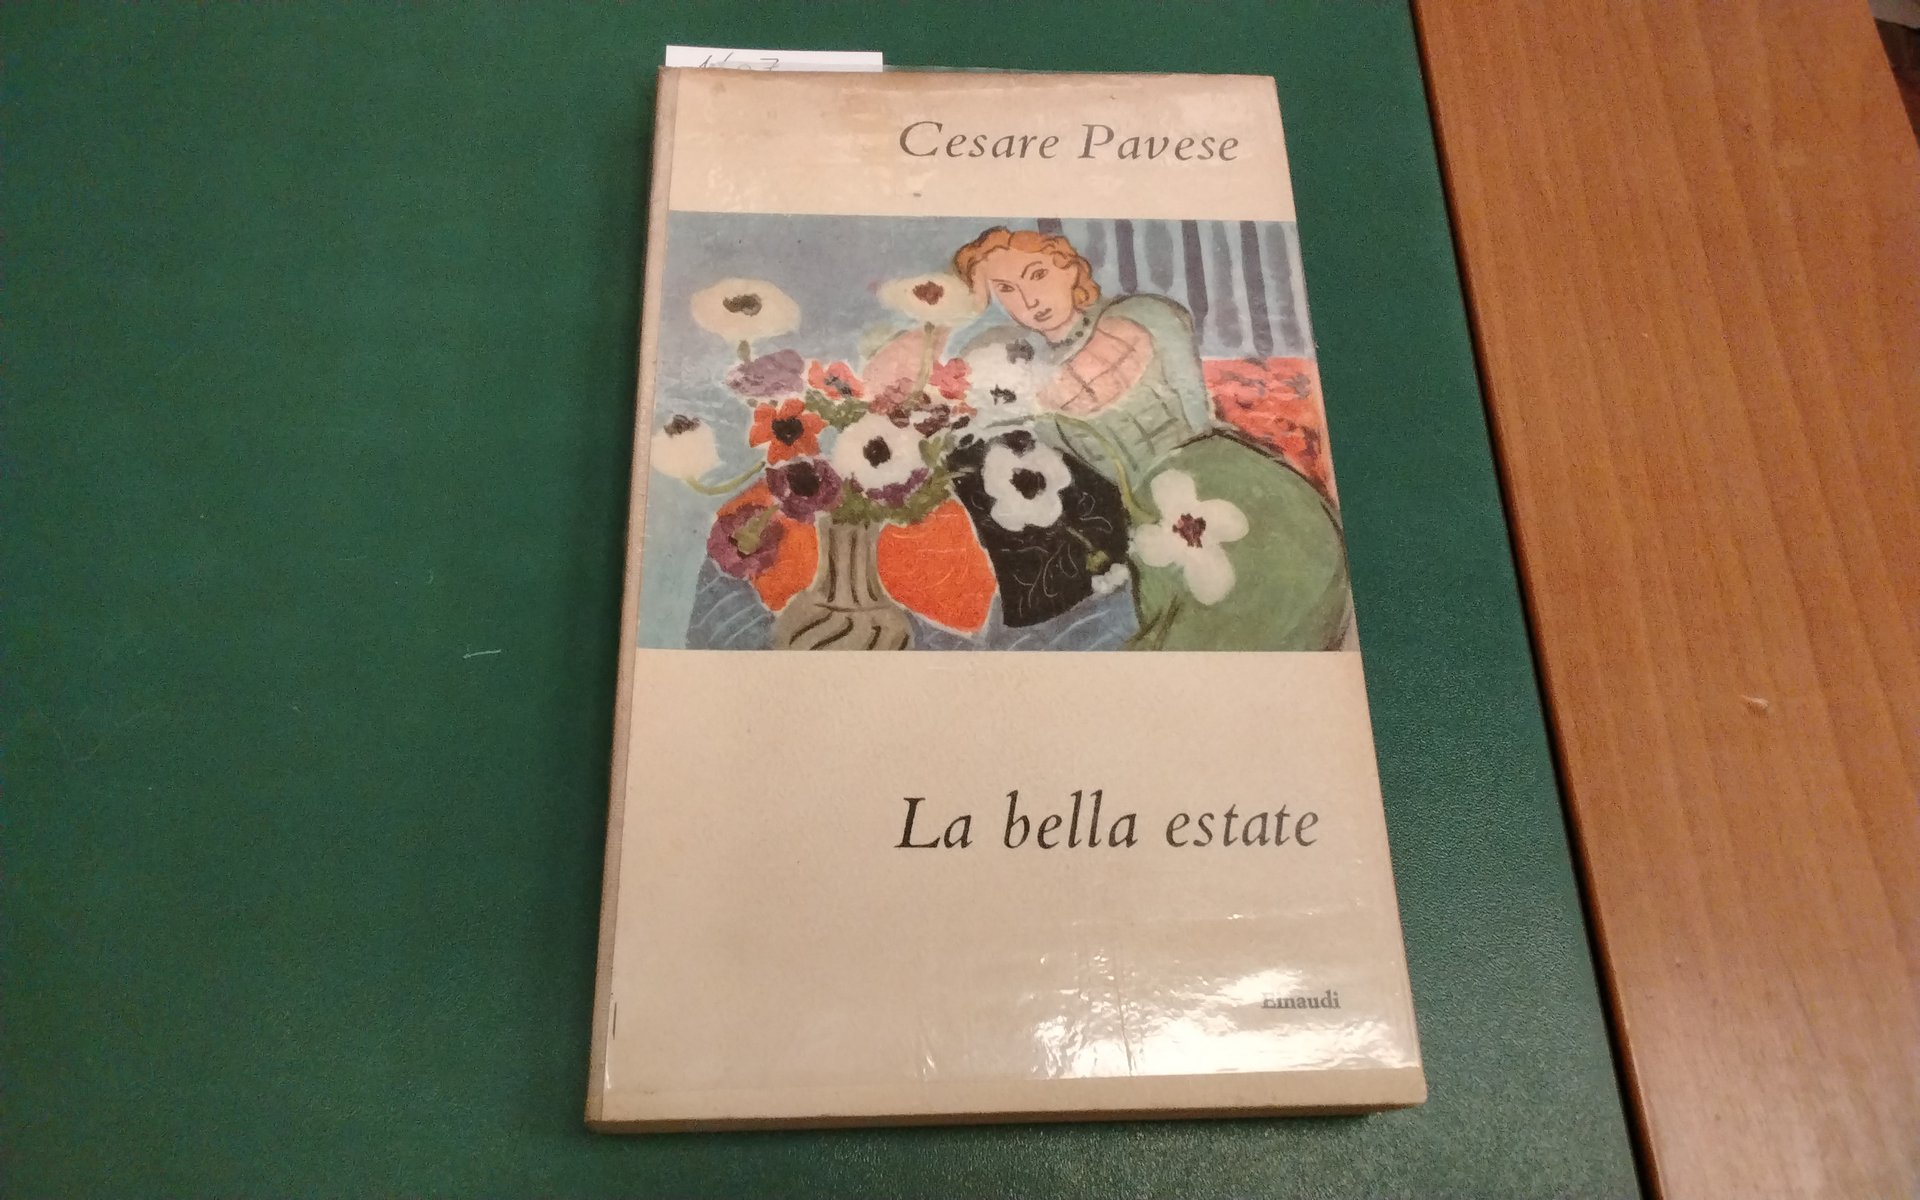 Cesare Pavese
La bella estate
Einaudi